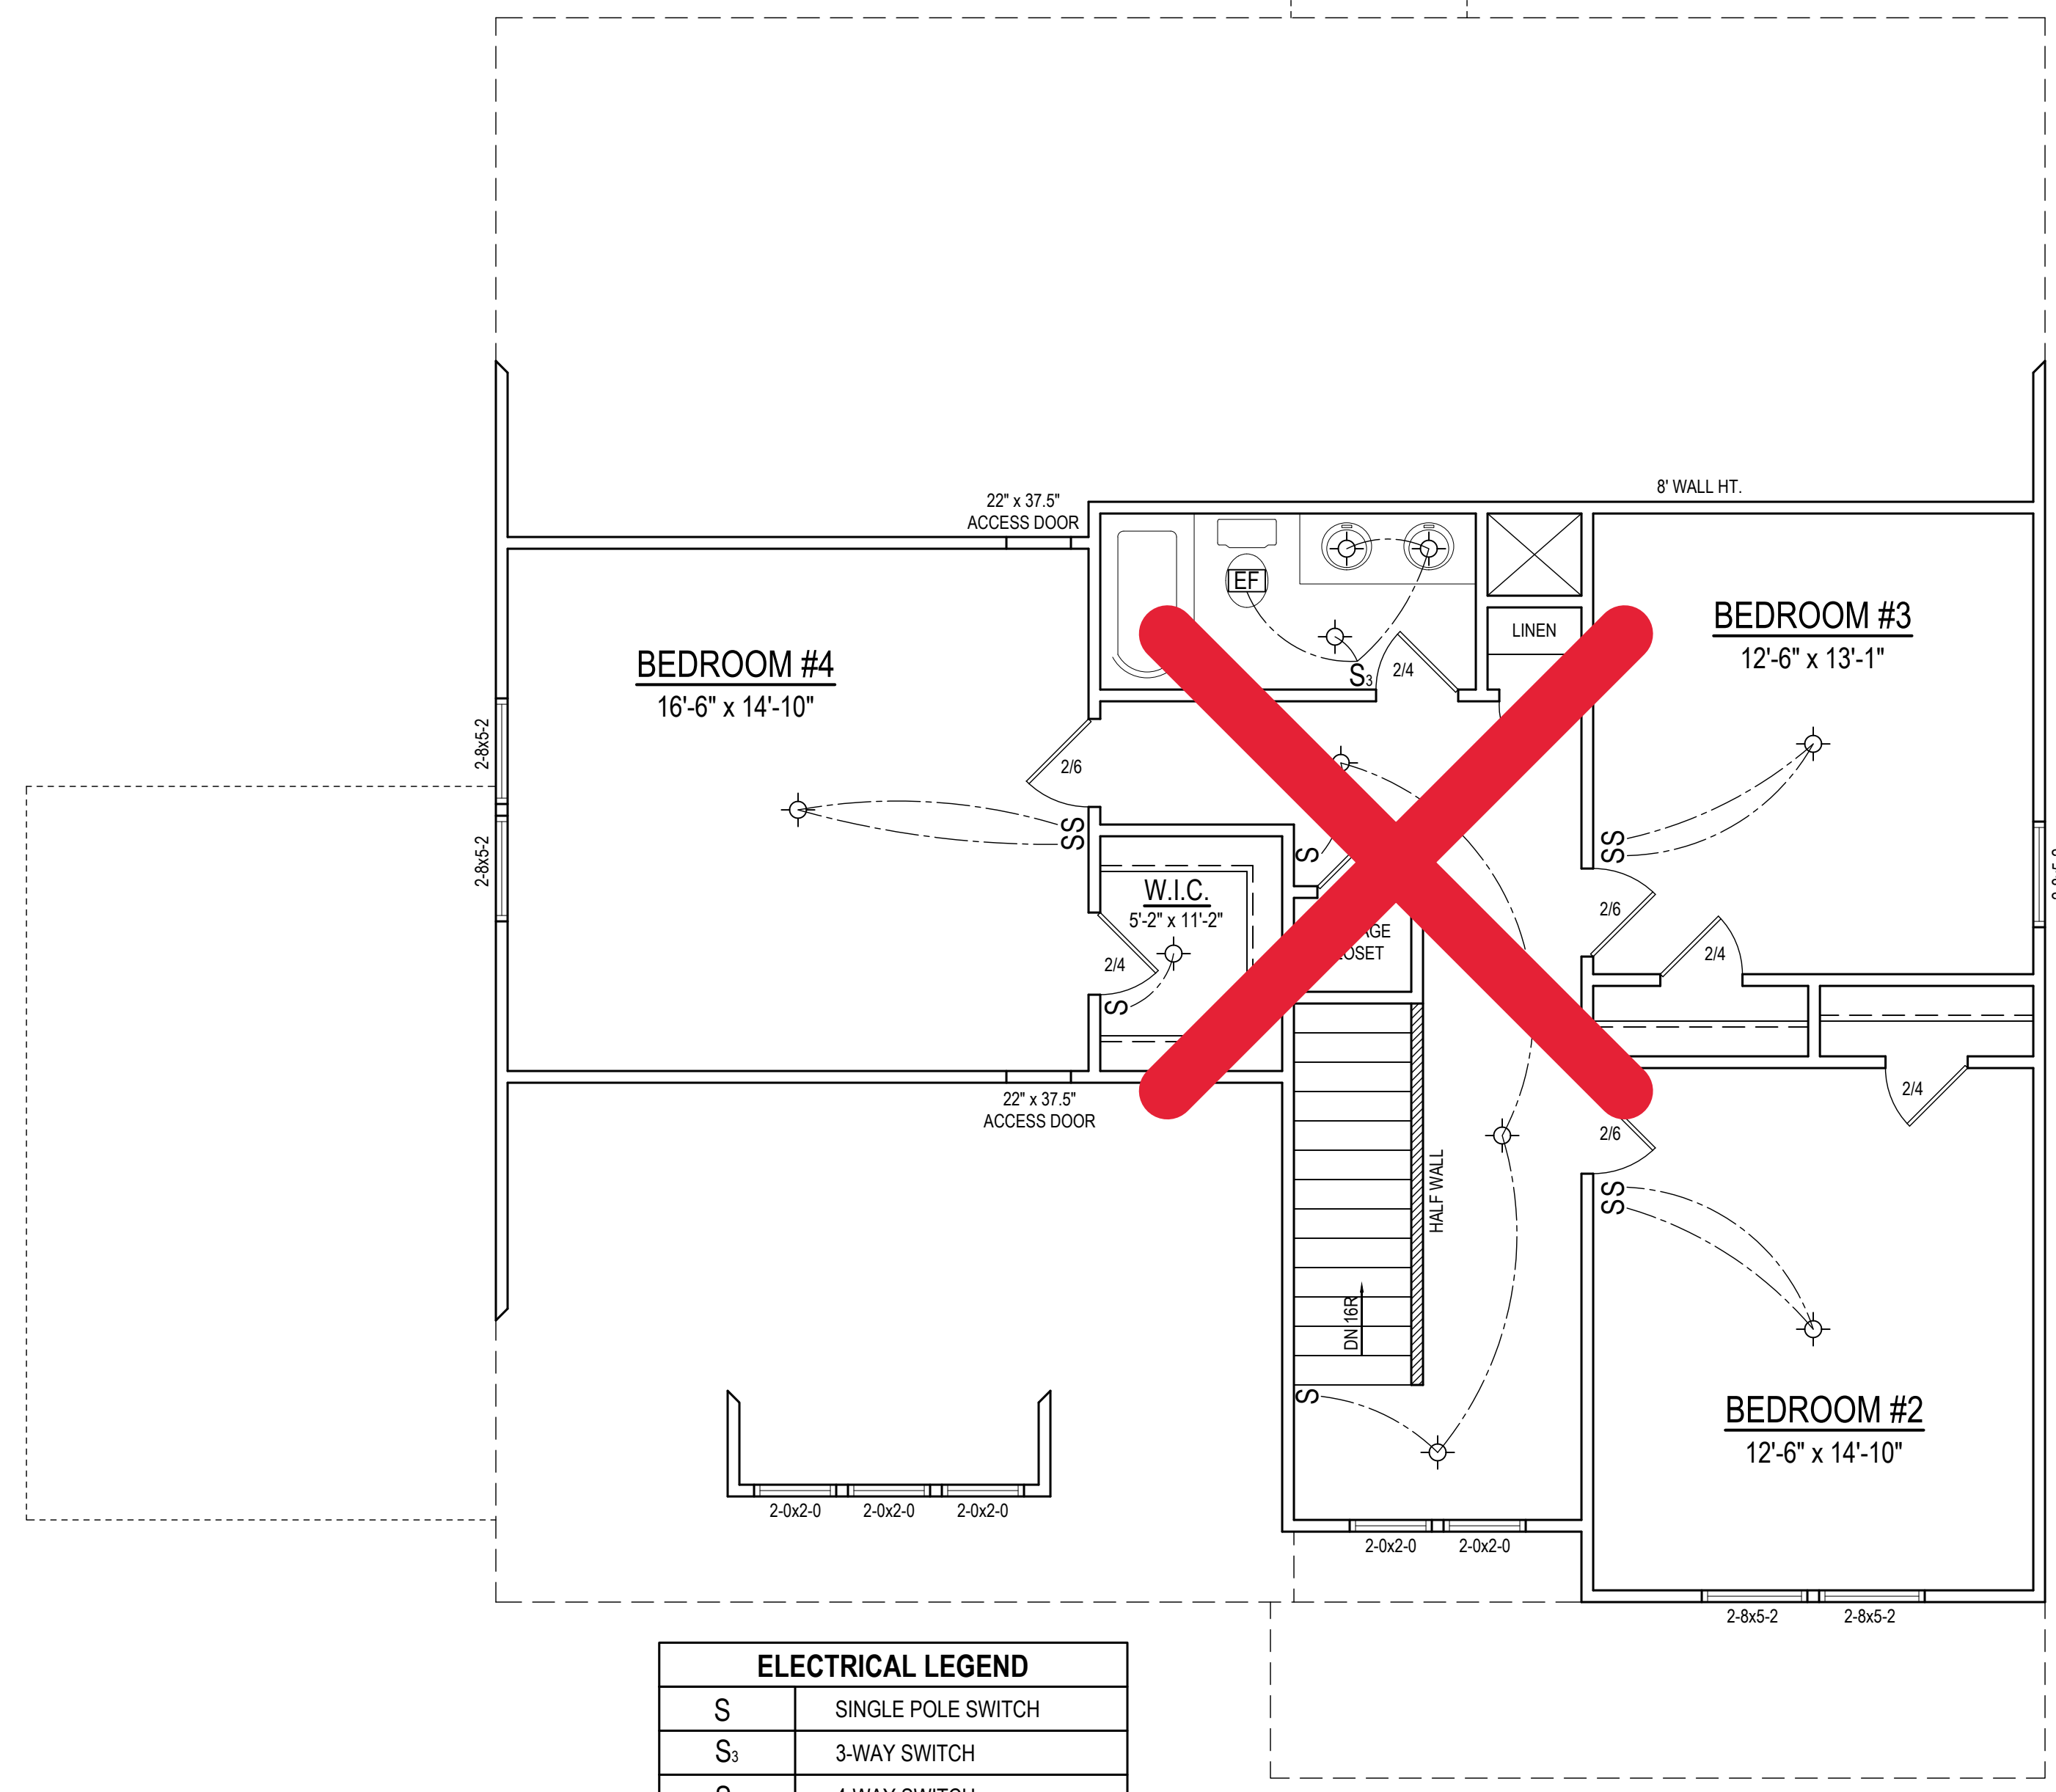 8' WALL HT.
22" x 37.5"
ACCESS DOOR
EF
LINEN
BEDROOM #3
12'-6" x 13'-1"
BEDROOM #4
16'-6" x 14'-10"
S3
2/4
2-8x5-2
2-8x5-2
2/6
SS
S
SS
W.I.C.
5'-2" x 11'-2"
2/6
2/4
2/4
S
22" x 37.5"
ACCESS DOOR
2/4
2/6
HALF WALL
SS
DN 16R
S
BEDROOM #2
12'-6" x 14'-10"
2-0x2-0
2-0x2-0
2-0x2-0
2-0x2-0
2-0x2-0
2-8x5-2
2-8x5-2
ELECTRICAL LEGEND
S
SINGLE POLE SWITCH
S3
3-WAY SWITCH